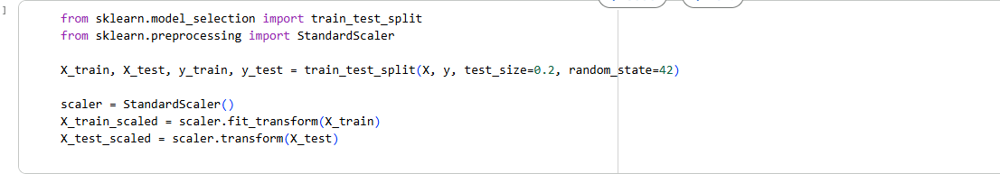 ]
from sklearn.model_selection import train_test_split
from sklearn.preprocessing import StandardScaler
X_train, X_test, y_train, y_test = train_test_split(X, y, test_size=0.2, random_state=42)
scaler = StandardScaler()
X_train_scaled = scaler.fit_transform(X_train)
X_test_scaled = scaler.transform(X_test)